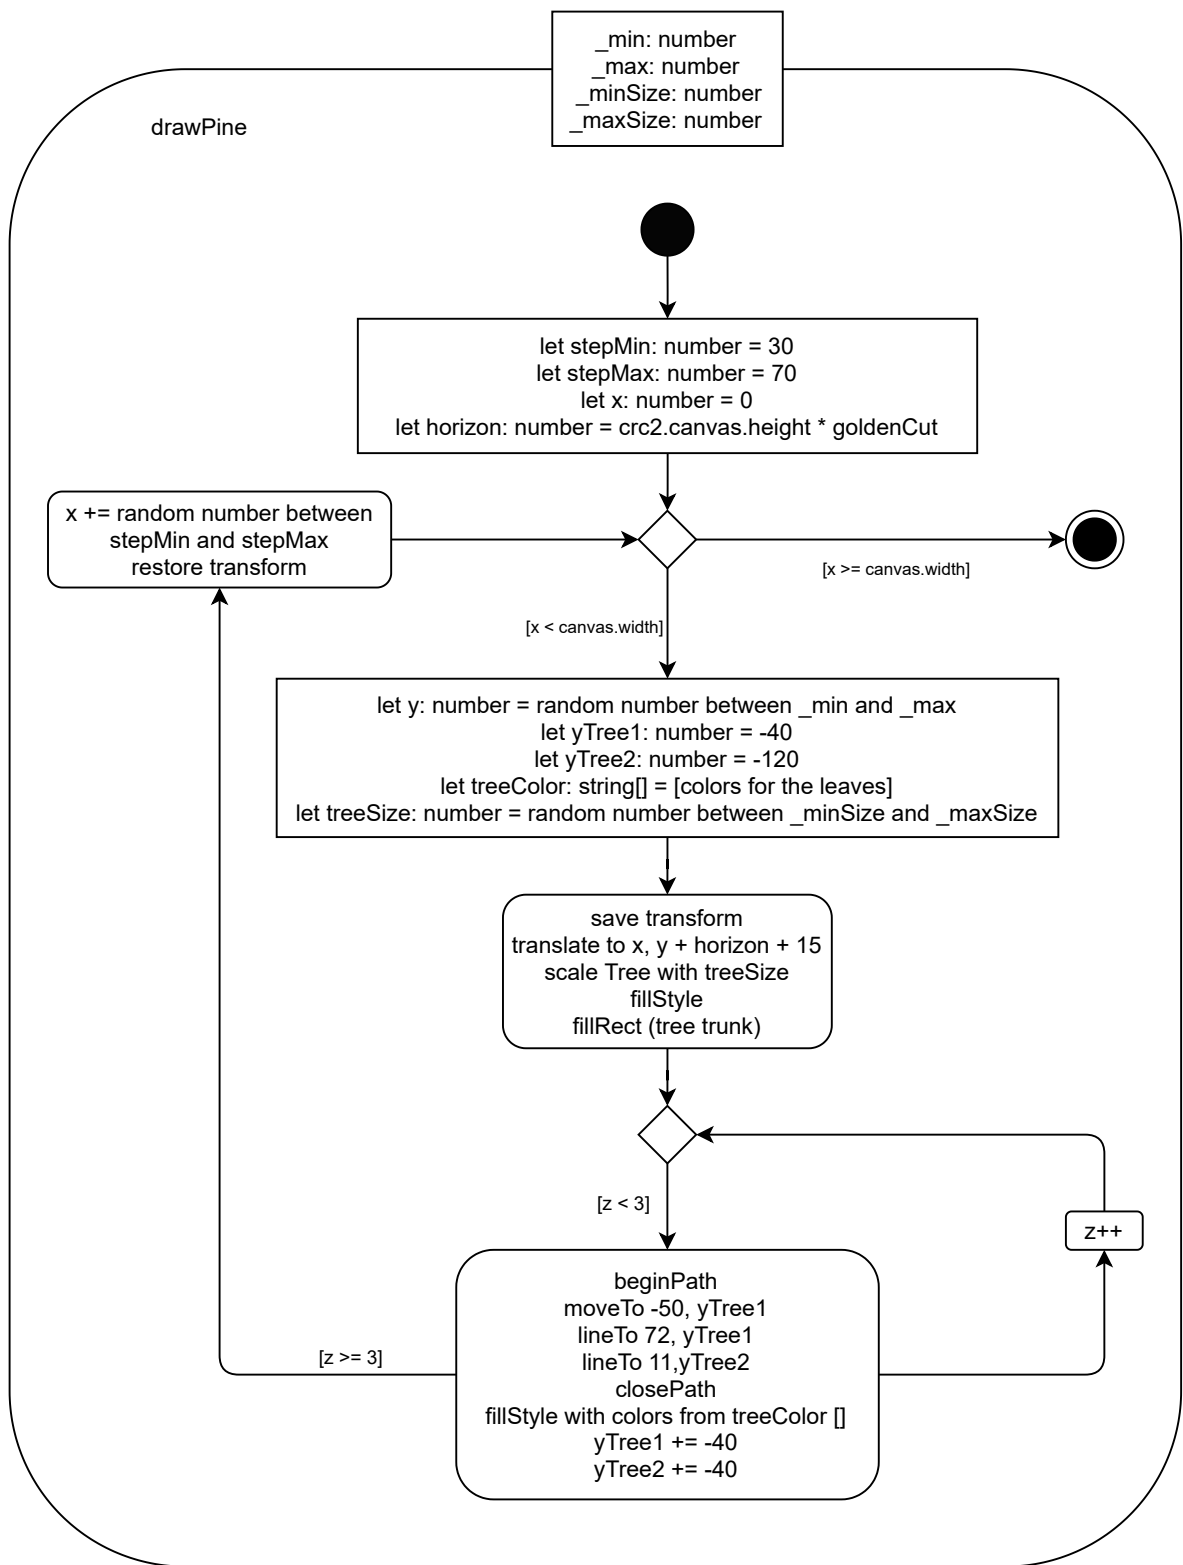 _min: number
_max: number
_minSize: number
_maxSize: number
drawPine
let stepMin: number = 30
let stepMax: number = 70
let x: number = 0
let horizon: number = crc2.canvas.height * goldenCut
x += random number between
stepMin and stepMax
restore transform
[x >= canvas.width]
[x < canvas.width]
let y: number = random number between _min and _max
let yTree1: number = -40
let yTree2: number = -120
let treeColor: string[] = [colors for the leaves]
let treeSize: number = random number between _minSize and _maxSize
save transform
translate to x, y + horizon + 15
scale Tree with treeSize
fillStyle
fillRect (tree trunk)
[z < 3]
z++
beginPath
moveTo -50, yTree1
lineTo 72, yTree1
lineTo 11,yTree2
closePath
fillStyle with colors from treeColor []
yTree1 += -40
yTree2 += -40
[z >= 3]